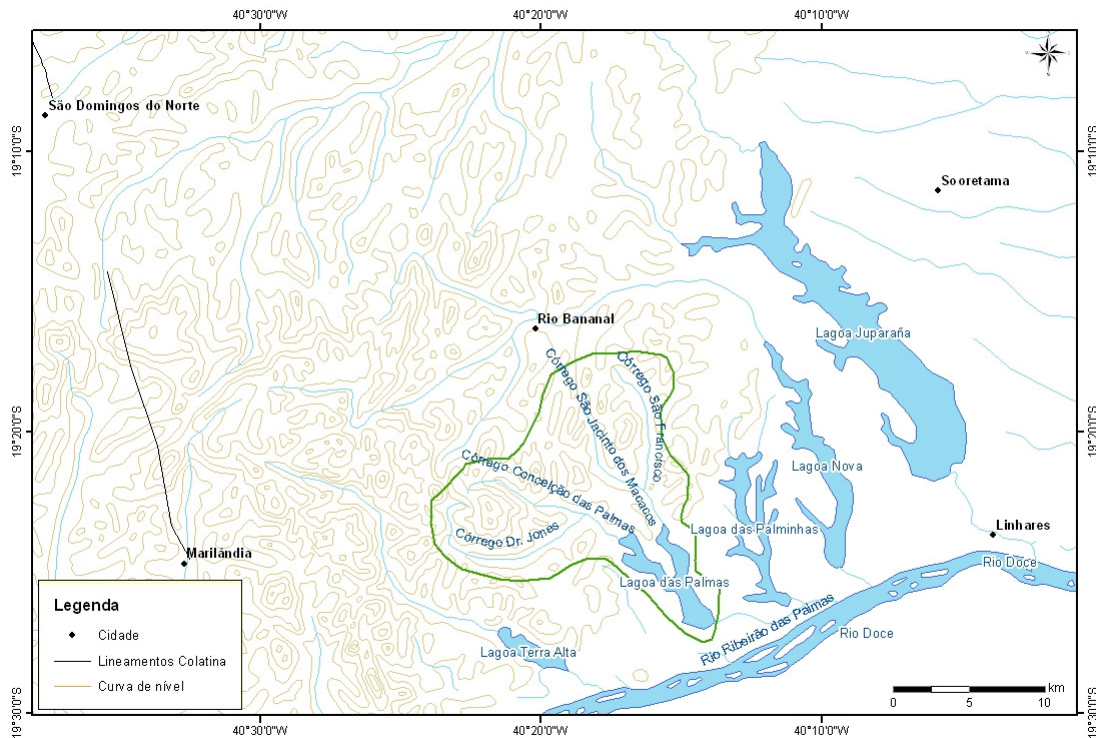 40°30'0"W
40°20'0"W
40°10'0"W
São Domingos do Norte
19°10'0"S
19°10'0"S
Sooretama
Rio Bananal
Lagoa Juparaña
Córrego São Jacinto dos Macacos
Córrego São Francisco
19°20'0"S
19°20'0"S
Córrego Conceição das Palmas
Lagoa Nova
Córrego Dr. Jones
Lagoa das Palminhas
Linhares
Marilândia
Rio Doce
Lagoa das Palmas
Legenda
Cidade
Lineamentos Colatina
Curva de nível
Rio Ribeirão das Palmas
Rio Doce
Lagoa Terra Alta
km
0 5 10
19°30'0"S
19°30'0"S
40°30'0"W
40°20'0"W
40°10'0"W